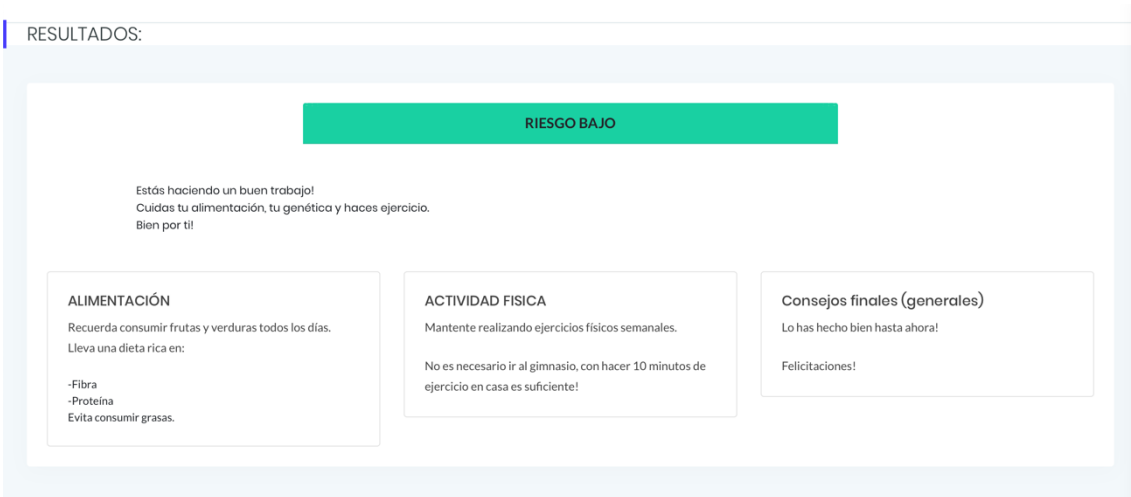 RESULTADOS:
RIESGO BAJO
Estás haciendo un buen trabajo!
Cuidas tu alimentación, tu genética y haces ejercicio.
Bien por ti!
ALIMENTACIÓN
Recuerda consumir frutas y verduras todos los días.
Lleva una dieta rica en:
-Fibra
-Proteína
Evita consumir grasas.
ACTIVIDAD FISICA
Mantente realizando ejercicios físicos semanales.
No es necesario ir al gimnasio, con hacer 10 minutos de
ejercicio en casa es suficiente!
Consejos finales (generales)
Lo has hecho bien hasta ahora!
Felicitaciones!